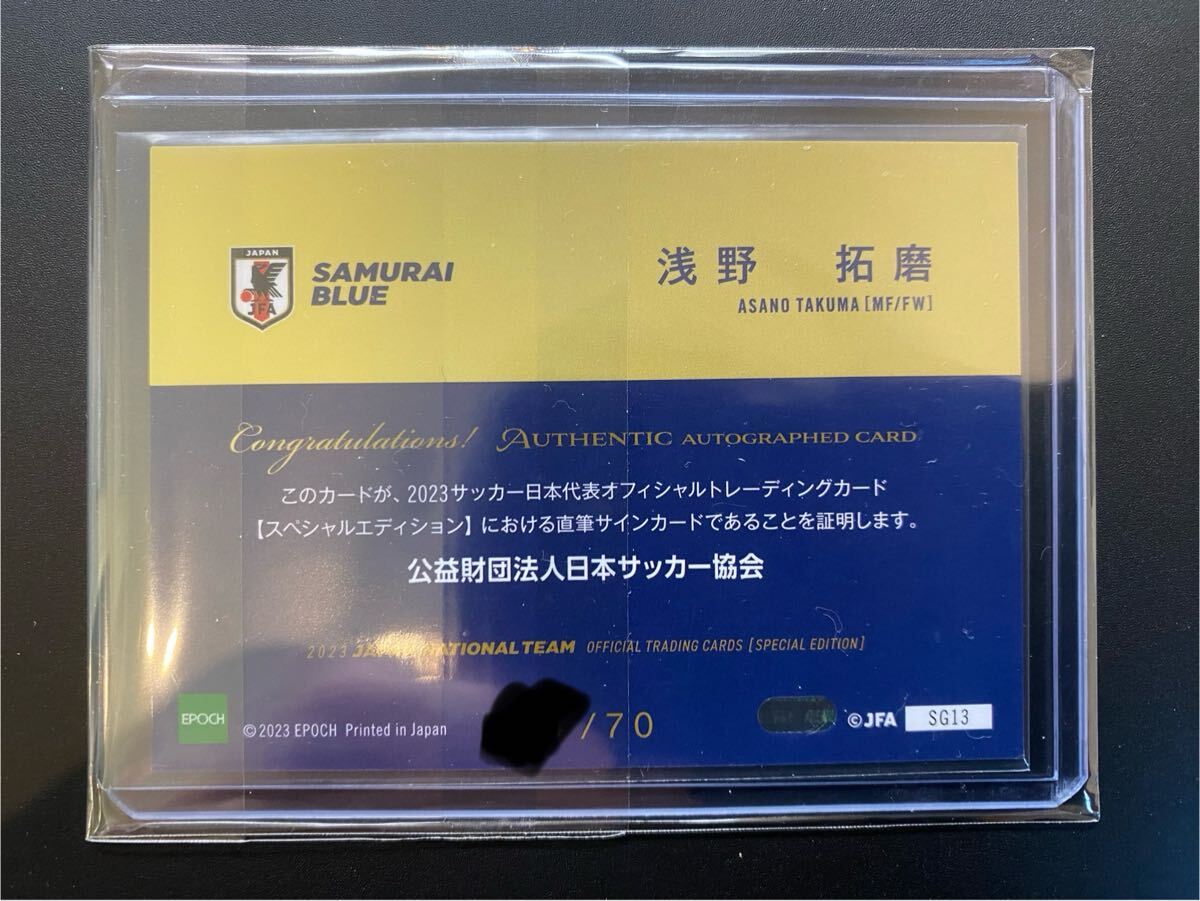 JAPAN
JFA
SAMURAI
BLUE
浅野 拓磨
ASANO TAKUMA [MF/FW]
Congratulations! AUTHENTIC AUTOGRAPHED CARD
このカードが、2023サッカー日本代表オフィシャルトレーディングカード
【スペシャルエディション】における直筆サインカードであることを証明します。
公益財団法人日本サッカー協会
2023 NATIONAL TEAM OFFICIAL TRADING CARDS [SPECIAL EDITION]
EPOCH
©2023 EPOCH Printed in Japan
/70
©JFA SG13